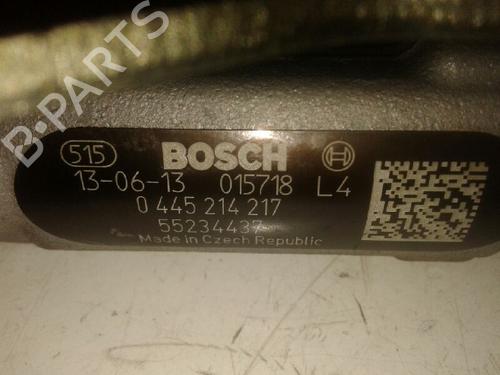 B-PARTS
515 BOSCH
13-06-13 015718 L4
0 445 214 217
55234437
Made in Czech Republic